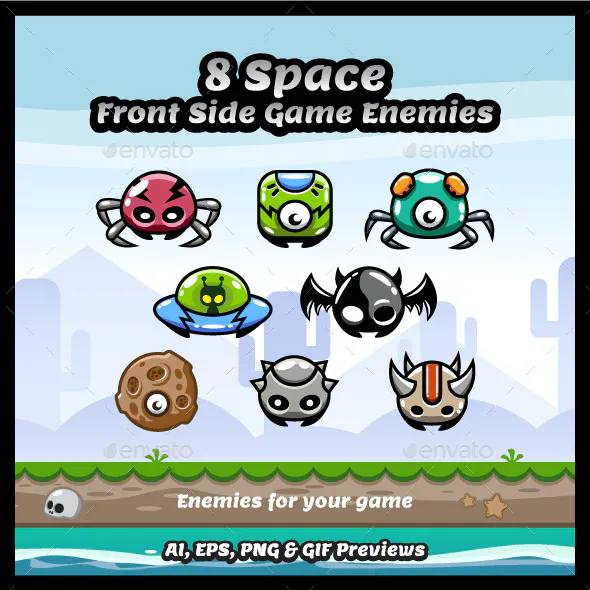 8 Space
Front Side Game Enemies
envato envato
envato envato
Enemies for your game
AI, EPS, PNG & GIF Previews